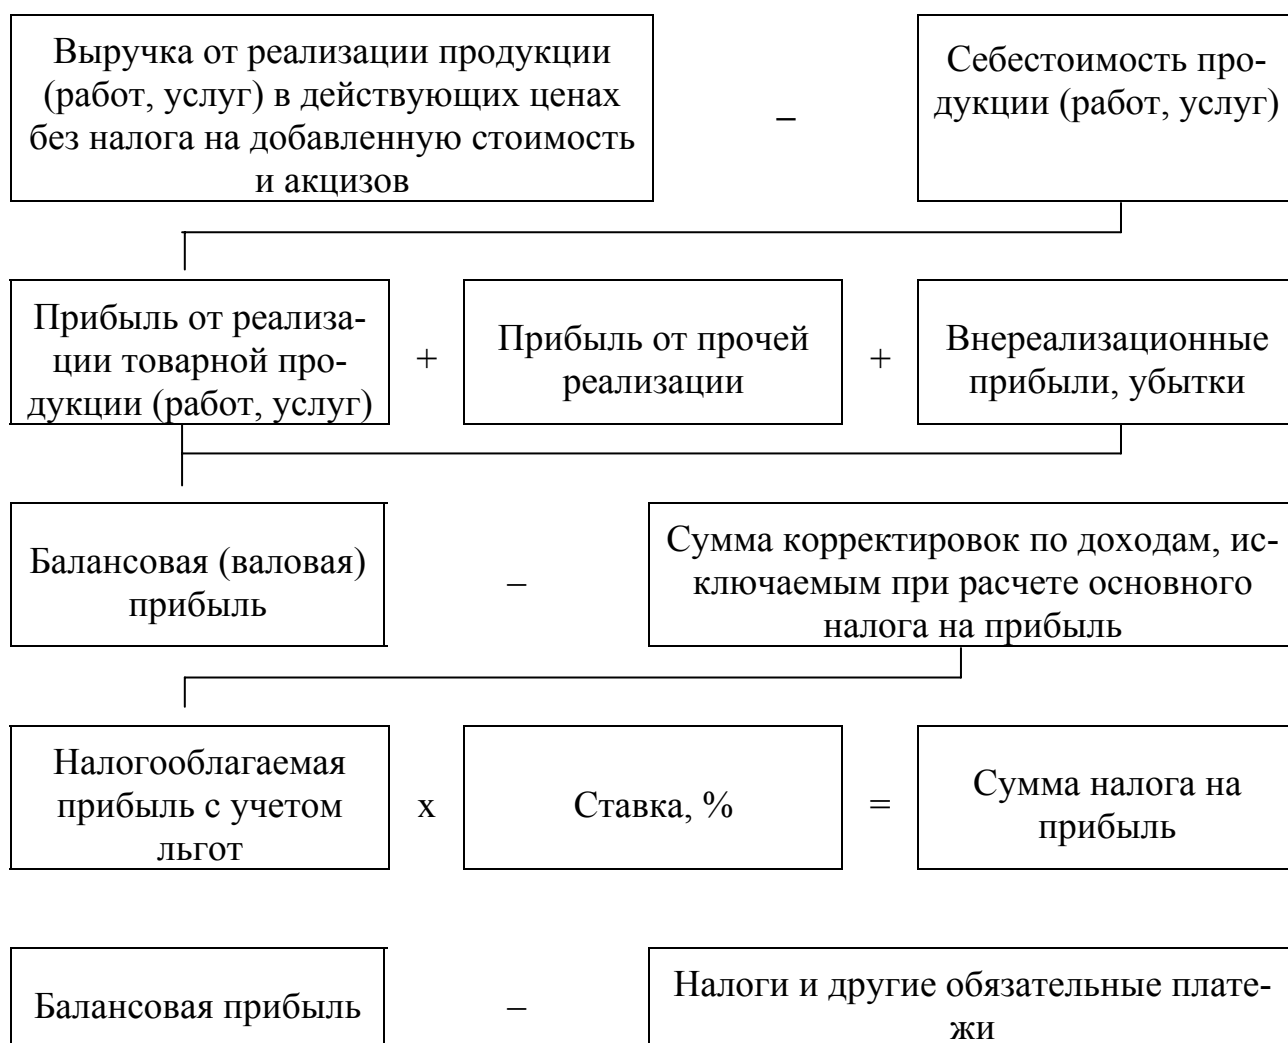 Выручка от реализации продукции
(работ, услуг) в действующих ценах
без налога на добавленную стоимость
и акцизов
–
Себестоимость про-
дукции (работ, услуг)
Прибыль от реализа-
ции товарной про-
дукции (работ, услуг)
+
Прибыль от прочей
реализации
+
Внереализационные
прибыли, убытки
Балансовая (валовая)
прибыль
–
Сумма корректировок по доходам, ис-
ключаемым при расчете основного
налога на прибыль
Налогооблагаемая
прибыль с учетом
льгот
х
Ставка, %
=
Сумма налога на
прибыль
Балансовая прибыль
–
Налоги и другие обязательные плате-
жи